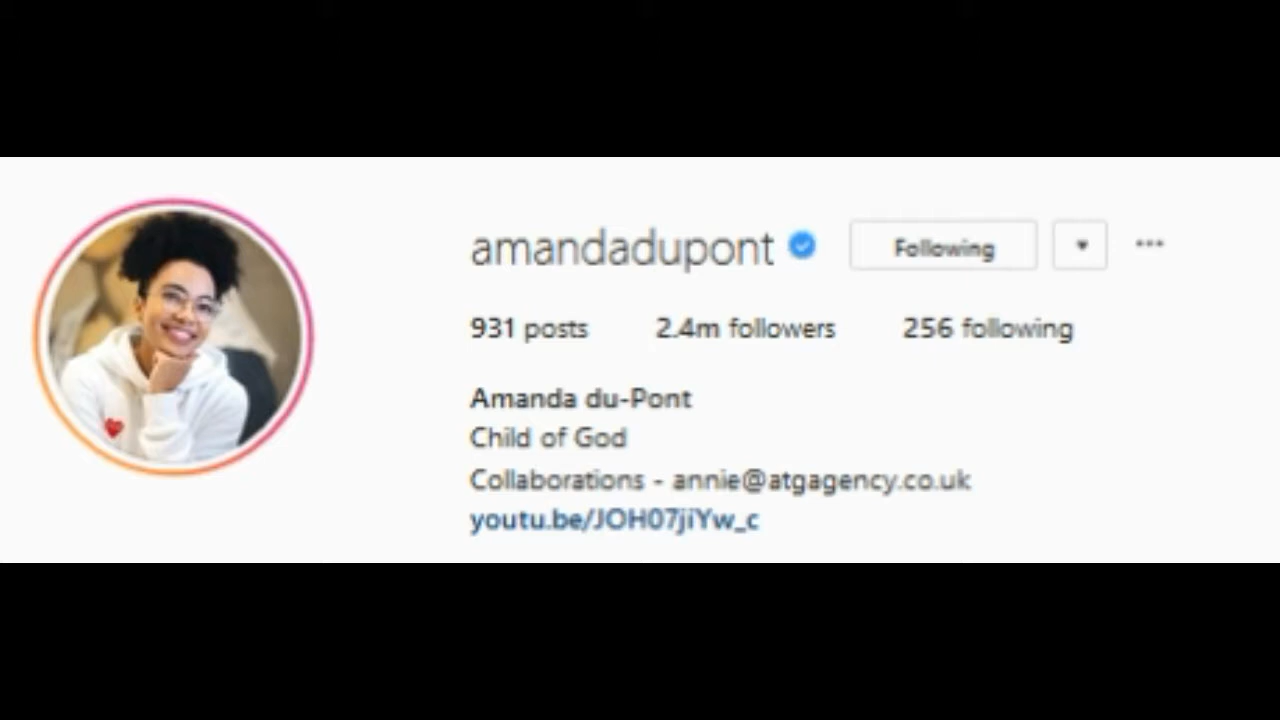 amandadupont Following
931 posts 2.4m followers 256 following
Amanda du-Pont
Child of God
Collaborations - annie@atgagency.co.uk
youtu.be/JOH07jiYw_c